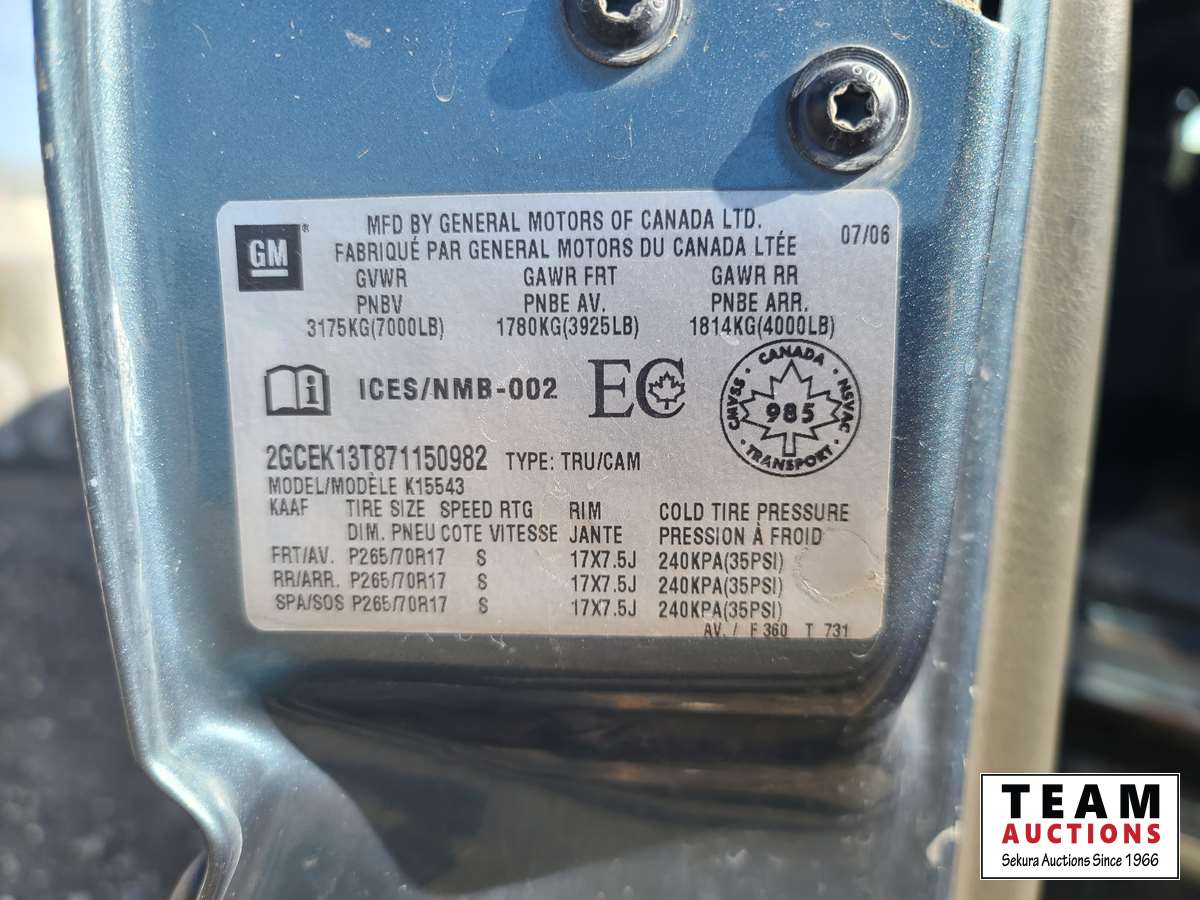 MFD BY GENERAL MOTORS OF CANADA LTD.
FABRIQUÉ PAR GENERAL MOTORS DU CANADA LTÉE
07/06
GM
GVWR GAWR FRT GAWR RR
PNBV PNBE AV. PNBE ARR.
3175KG(7000LB) 1780KG(3925LB) 1814KG(4000LB)
i ICES/NMB-002 EC
CANADA
CMVSS 985 NSVAC
TRANSPORT
2GCEK13T871150982 TYPE: TRU/CAM
MODEL/MODÈLE K15543
KAAF TIRE SIZE SPEED RTG RIM COLD TIRE PRESSURE
DIM. PNEU COTE VITESSE JANTE PRESSION À FROID
FRT/AV. P265/70R17 S 17X7.5J 240KPA(35PSI)
RR/ARR. P265/70R17 S 17X7.5J 240KPA(35PSI)
SPA/SOS P265/70R17 S 17X7.5J 240KPA(35PSI)
AV. / F 360 T 731
TEAM
AUCTIONS
Sekura Auctions Since 1966